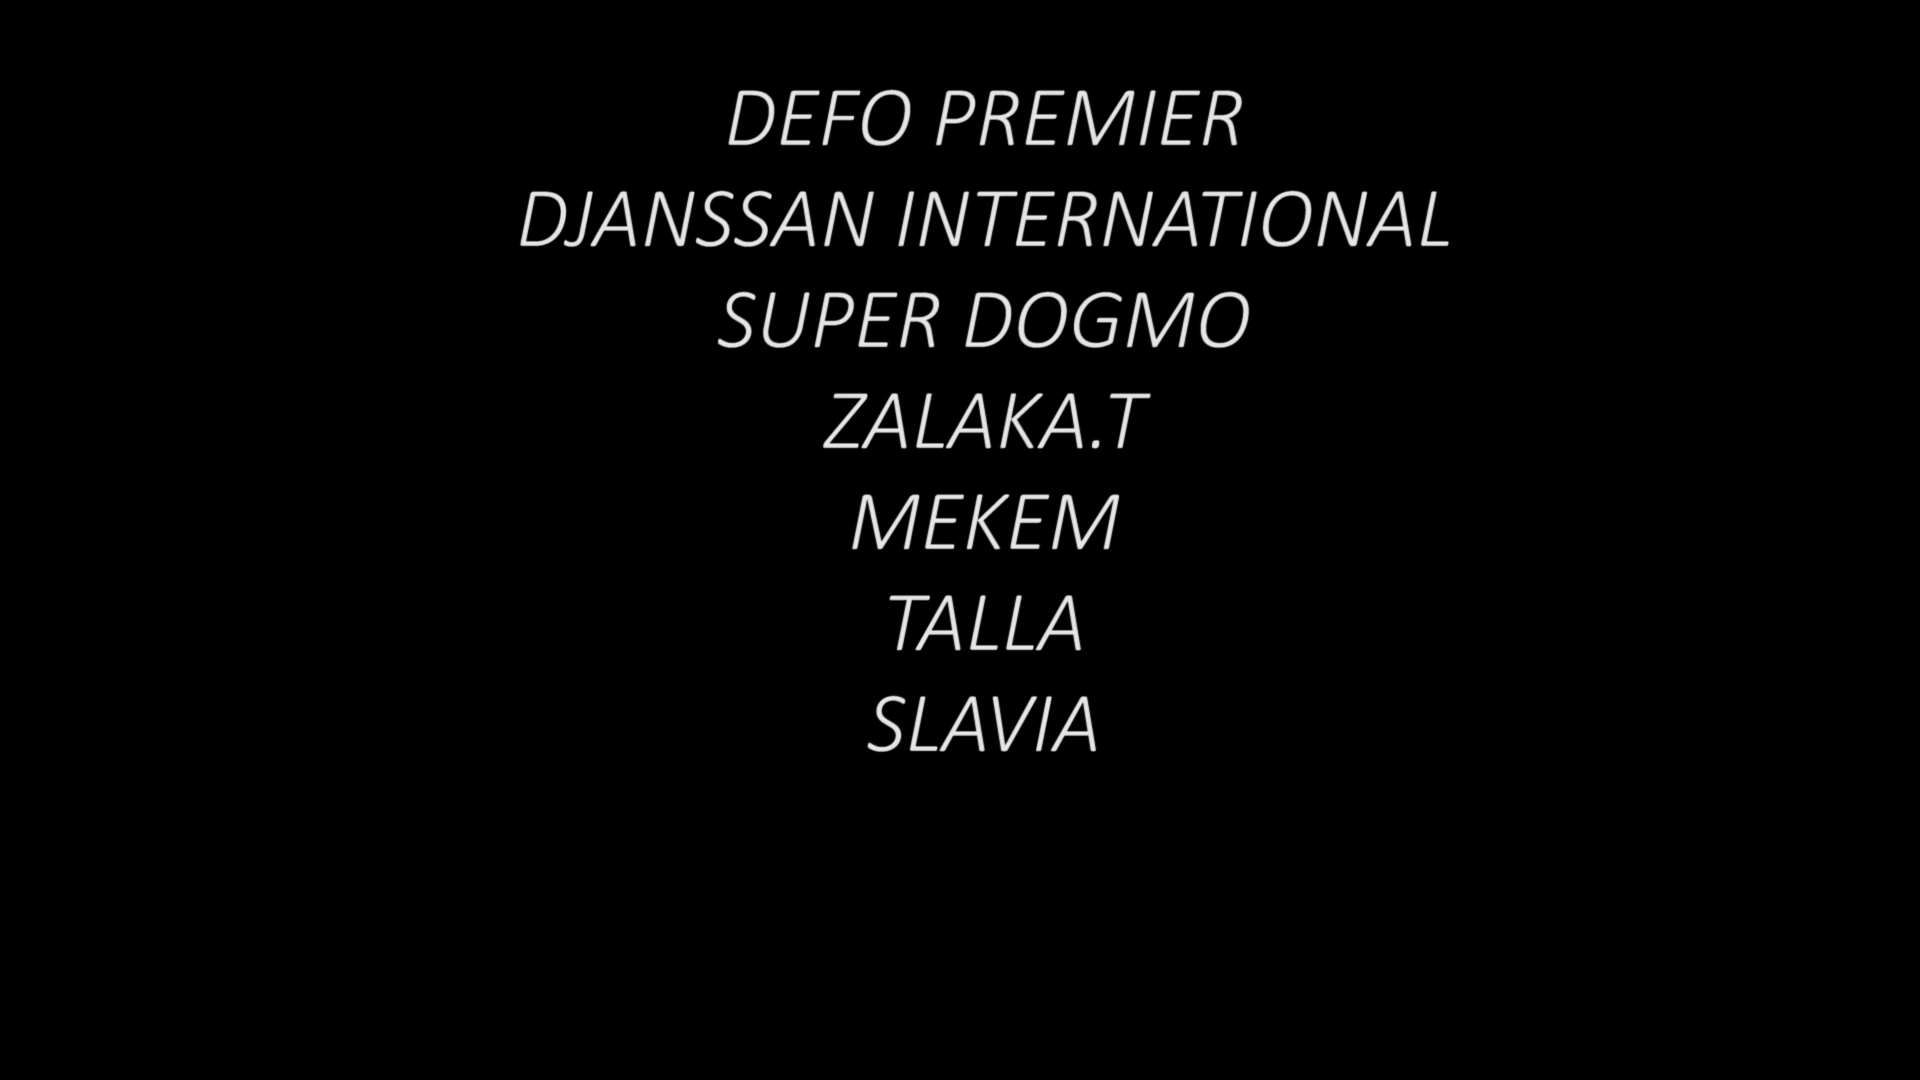 DEFO PREMIER
DJANSSAN INTERNATIONAL
SUPER DOGMO
ZALAKA.T
MEKEM
TALLA
SLAVIA